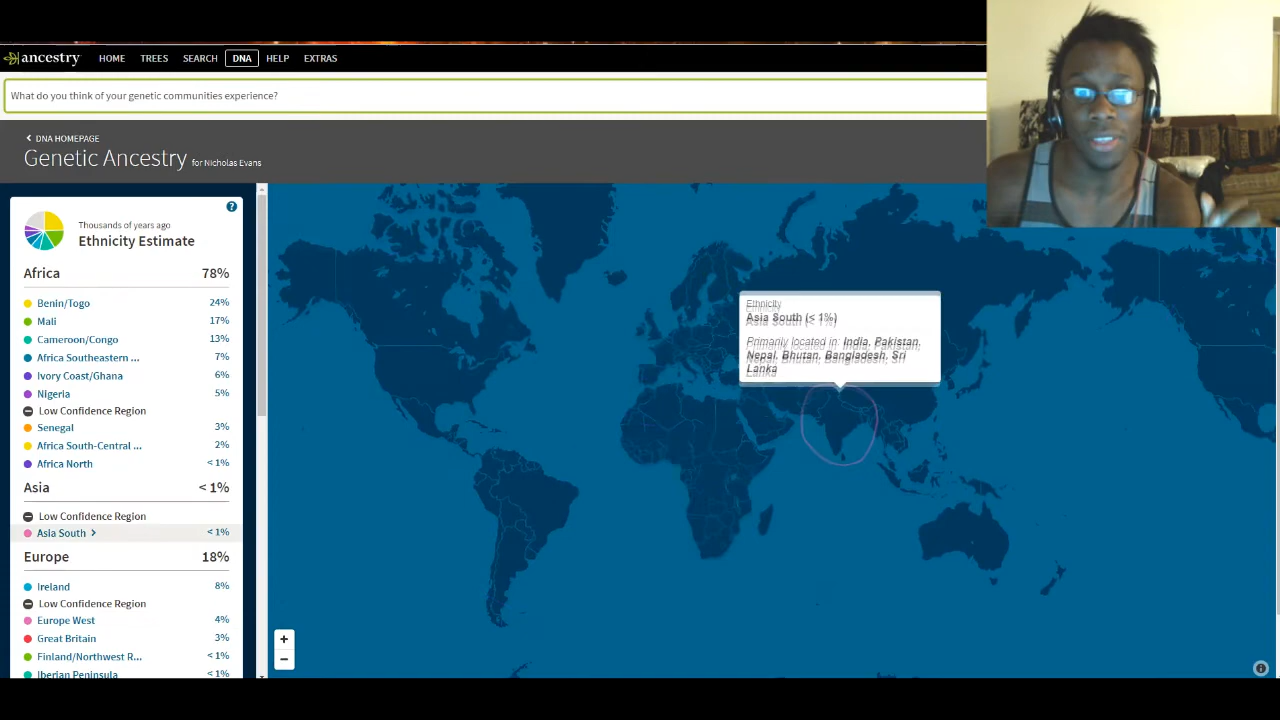 ancestry HOME TREES SEARCH DNA HELP EXTRAS
What do you think of your genetic communities experience?
DNA HOMEPAGE
Genetic Ancestry for Nicholas Evans
?
Thousands of years ago
Ethnicity Estimate
Africa 78%
Benin/Togo 24%
Mali 17%
Cameroon/Congo 13%
Africa Southeastern ... 7%
Ivory Coast/Ghana 6%
Nigeria 5%
Low Confidence Region
Senegal 3%
Africa South-Central ... 2%
Africa North < 1%
Asia < 1%
Low Confidence Region
Asia South < 1%
Europe 18%
Ireland 8%
Low Confidence Region
Europe West 4%
Great Britain 3%
Finland/Northwest R... < 1%
Iberian Peninsula < 1%
Ethnicity
Asia South (< 1%)
Primarily located in: India, Pakistan,
Nepal, Bhutan, Bangladesh, Sri
Lanka
+
−